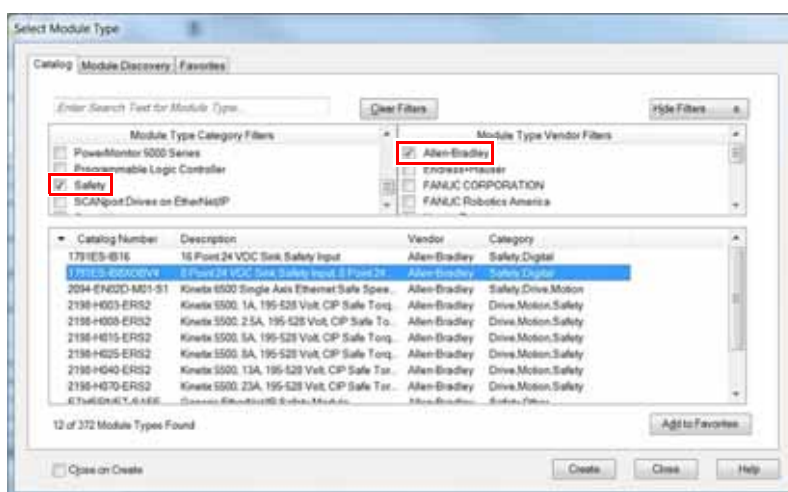 Select Module Type
Catalog Module Discovery Favorites
Enter Search Text for Module Type... Clear Filters Hide Filters
Module Type Category Filters Module Type Vendor Filters
PowerMonitor 5000 Series Allen-Bradley
Programmable Logic Controller Endress+Hauser
Safety FANUC CORPORATION
SCANport Drives on EtherNet/IP FANUC Robotics America
Catalog Number Description Vendor Category
1791ES-IB16 16 Point 24 VDC Sink Safety Input Allen-Bradley Safety,Digital
1791ES-IB8XOBV4 8 Point 24 VDC Sink Safety Input, 8 Point 24 Allen-Bradley Safety,Digital
2094-EN02D-M01-S1 Kinetix 6500 Single Axis Ethernet Safe Spee... Allen-Bradley Safety,Drive,Motion
2198-H003-ERS2 Kinetix 5500, 1A, 195-528 Volt, CIP Safe Torq... Allen-Bradley Drive,Motion,Safety
2198-H008-ERS2 Kinetix 5500, 2.5A, 195-528 Volt, CIP Safe To... Allen-Bradley Drive,Motion,Safety
2198-H015-ERS2 Kinetix 5500, 5A, 195-528 Volt, CIP Safe Torq... Allen-Bradley Drive,Motion,Safety
2198-H025-ERS2 Kinetix 5500, 8A, 195-528 Volt, CIP Safe Torq... Allen-Bradley Drive,Motion,Safety
2198-H040-ERS2 Kinetix 5500, 13A, 195-528 Volt, CIP Safe Tor... Allen-Bradley Drive,Motion,Safety
2198-H070-ERS2 Kinetix 5500, 23A, 195-528 Volt, CIP Safe Tor... Allen-Bradley Drive,Motion,Safety
ETHERNET-SAFE Generic EtherNet/IP Safety Module Allen-Bradley Safety,Other
12 of 372 Module Types Found Add to Favorites
Close on Create Create Close Help